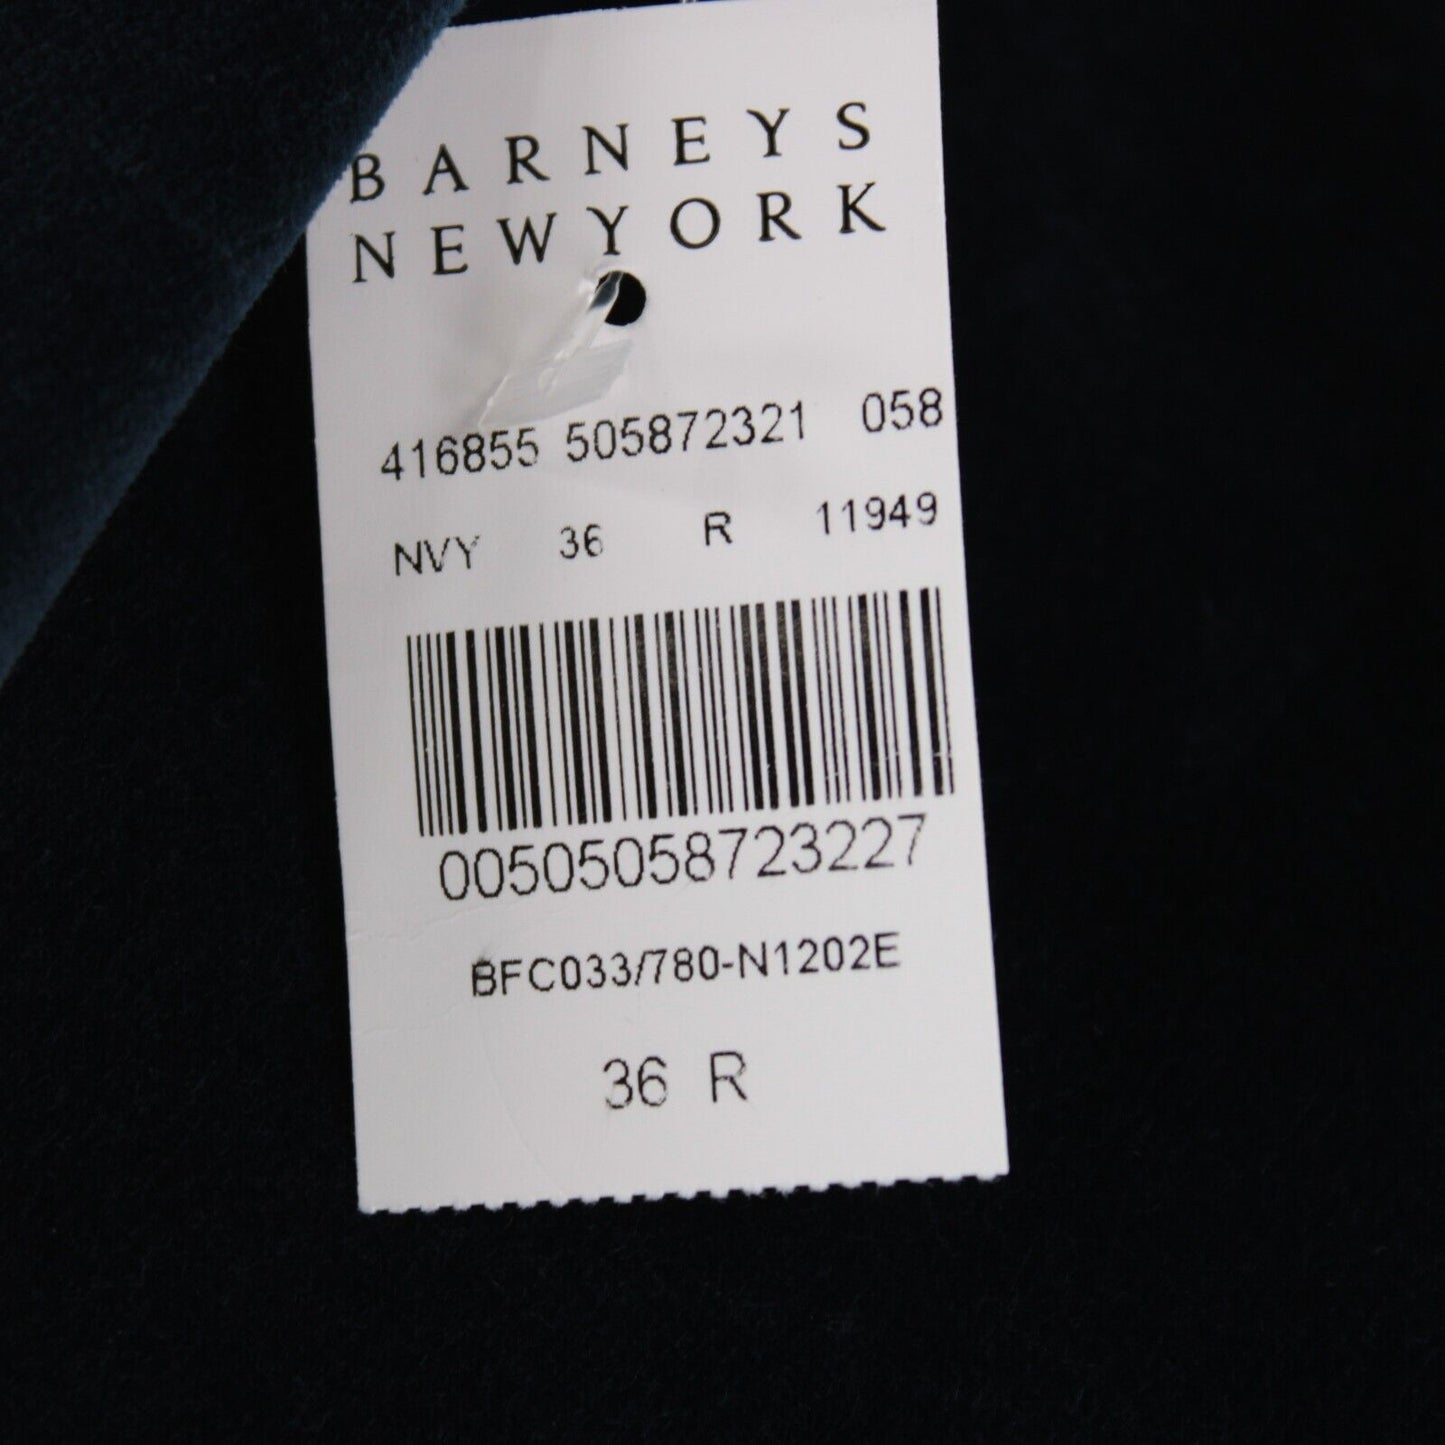 BARNEYS
NEWYORK
416855 505872321 058
NVY 36 R 11949
00505058723227
BFC033/780-N1202E
36 R